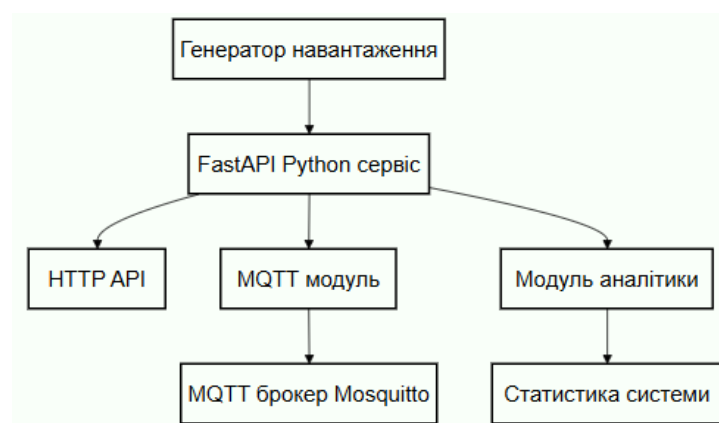 Генератор навантаження
FastAPI Python сервіс
HTTP API
MQTT модуль
Модуль аналітики
MQTT брокер Mosquitto
Статистика системи